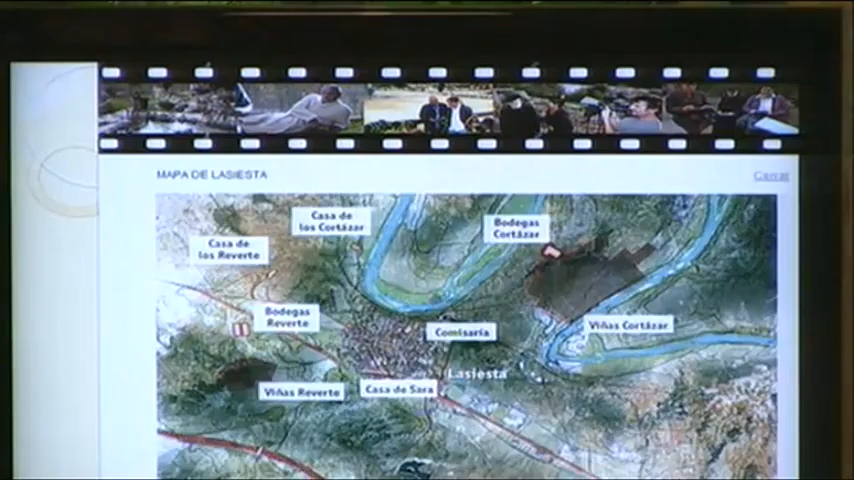 MAPA DE LASIESTA
Cerrar
Casa de
los Cortázar
Bodegas
Cortázar
Casa de
los Reverte
Bodegas
Reverte
Comisaría
Viñas Cortázar
Lasiesta
Viñas Reverte
Casa de Sara